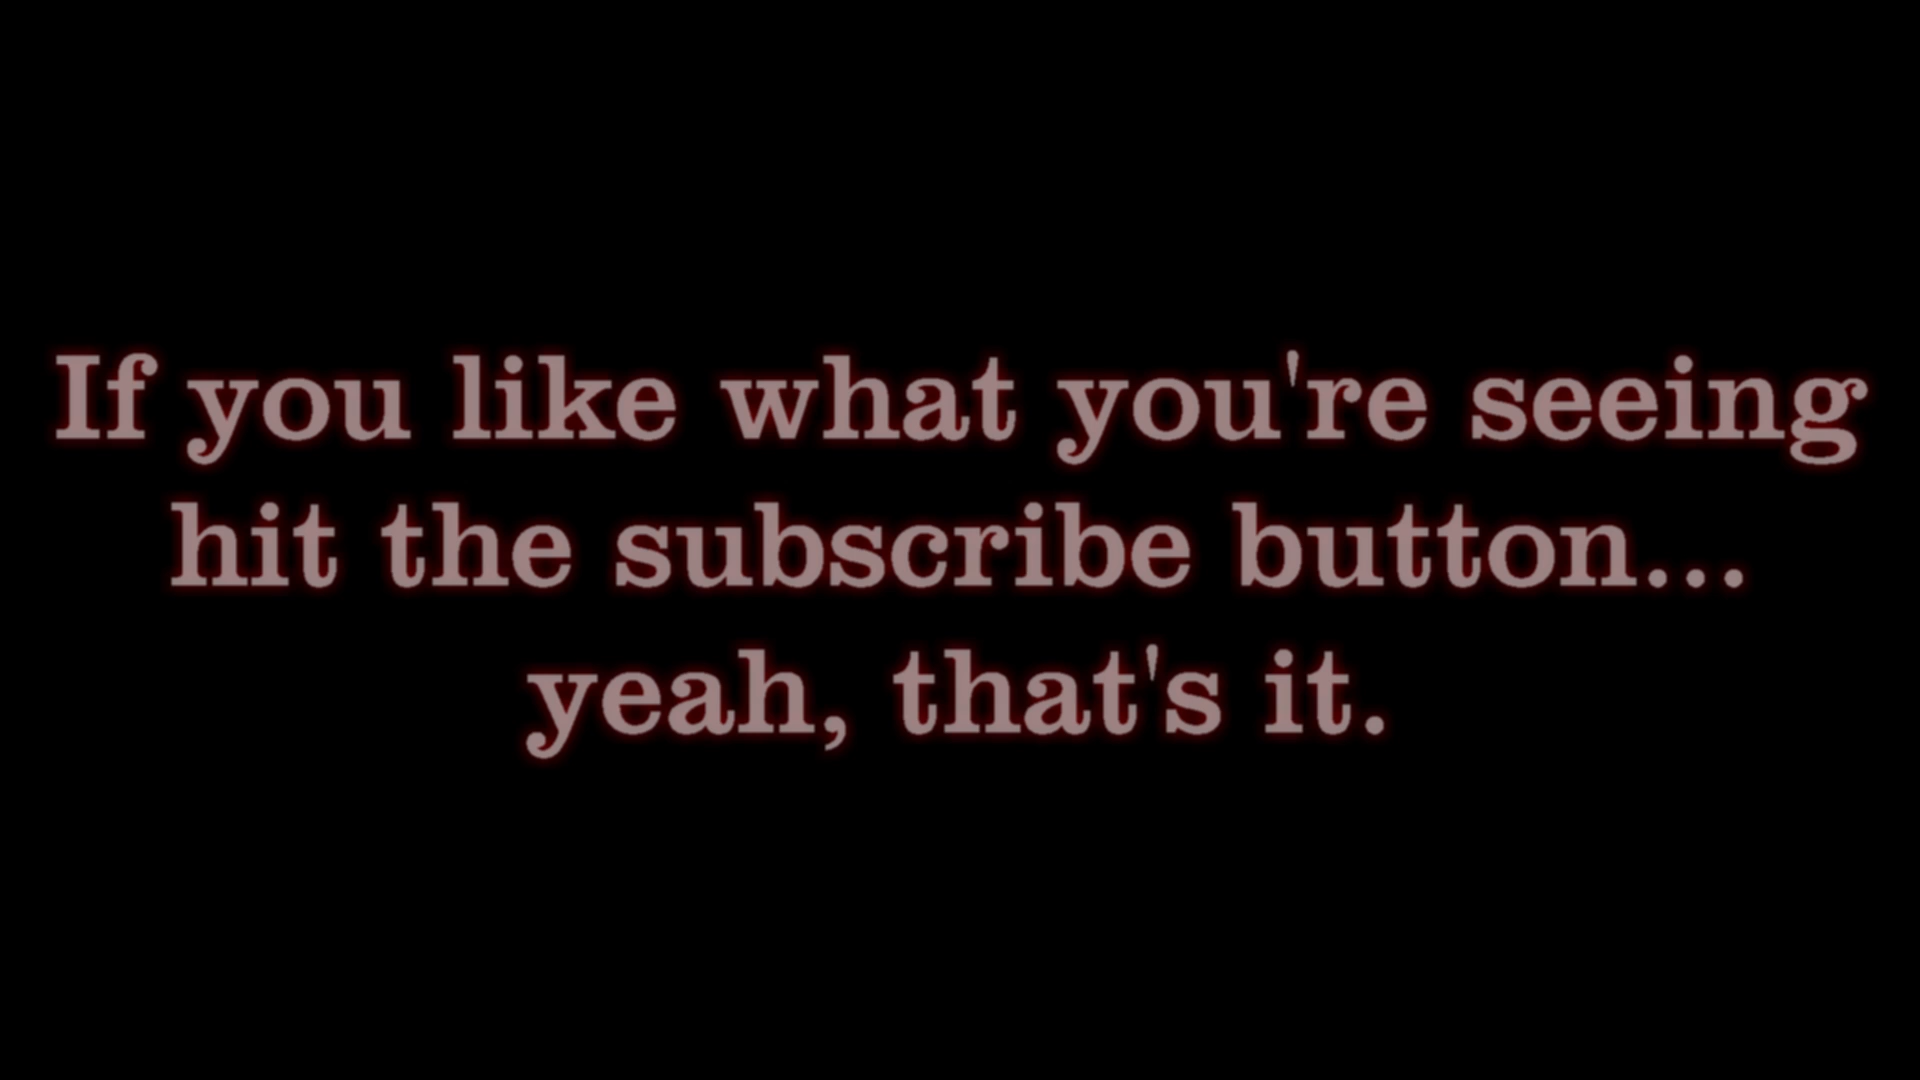 If you like what you're seeing
hit the subscribe button...
yeah, that's it.